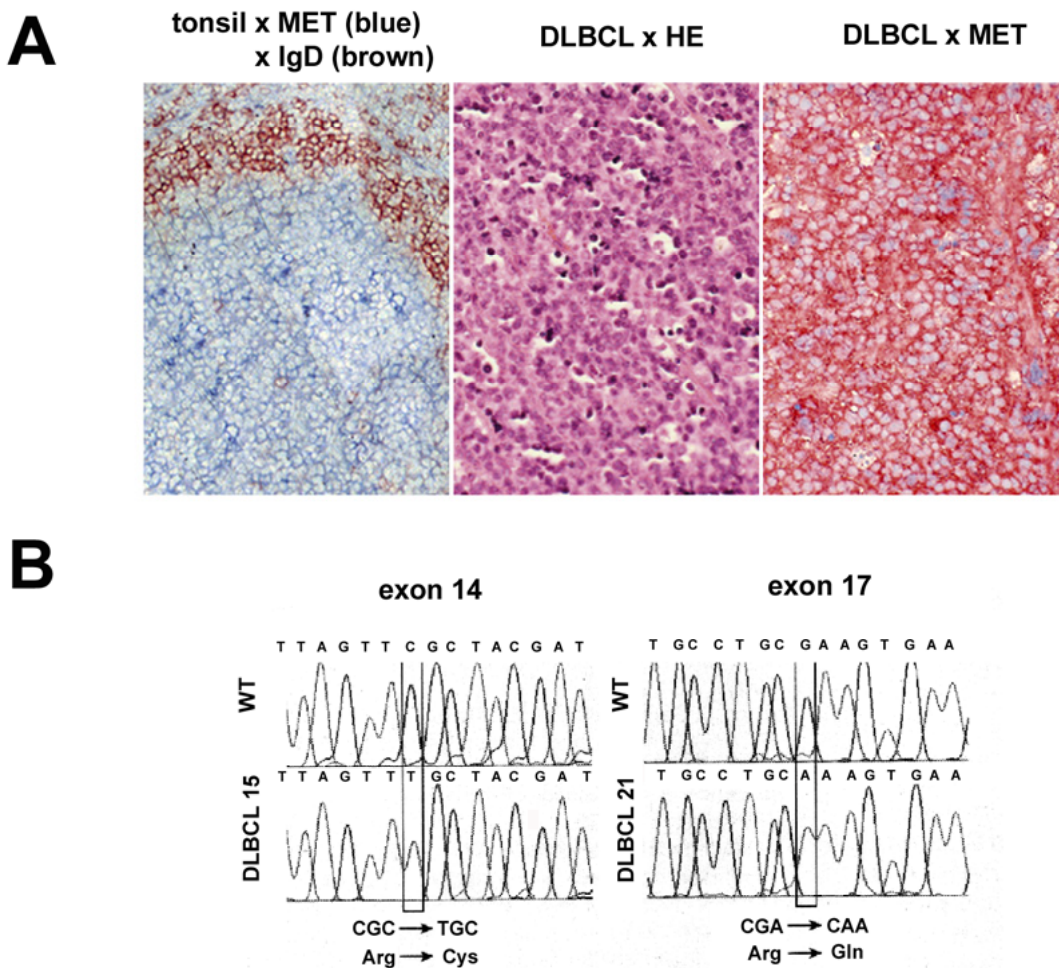 A
tonsil x MET (blue)
x IgD (brown)
DLBCL x HE
DLBCL x MET
B
exon 14
exon 17
T T A G T T C G C T A C G A T
T G C C T G C G A A G T G A A
WT
WT
T T A G T T T G C T A C G A T
T G C C T G C A A A G T G A A
DLBCL 15
DLBCL 21
CGC → TGC
Arg → Cys
CGA → CAA
Arg → Gln